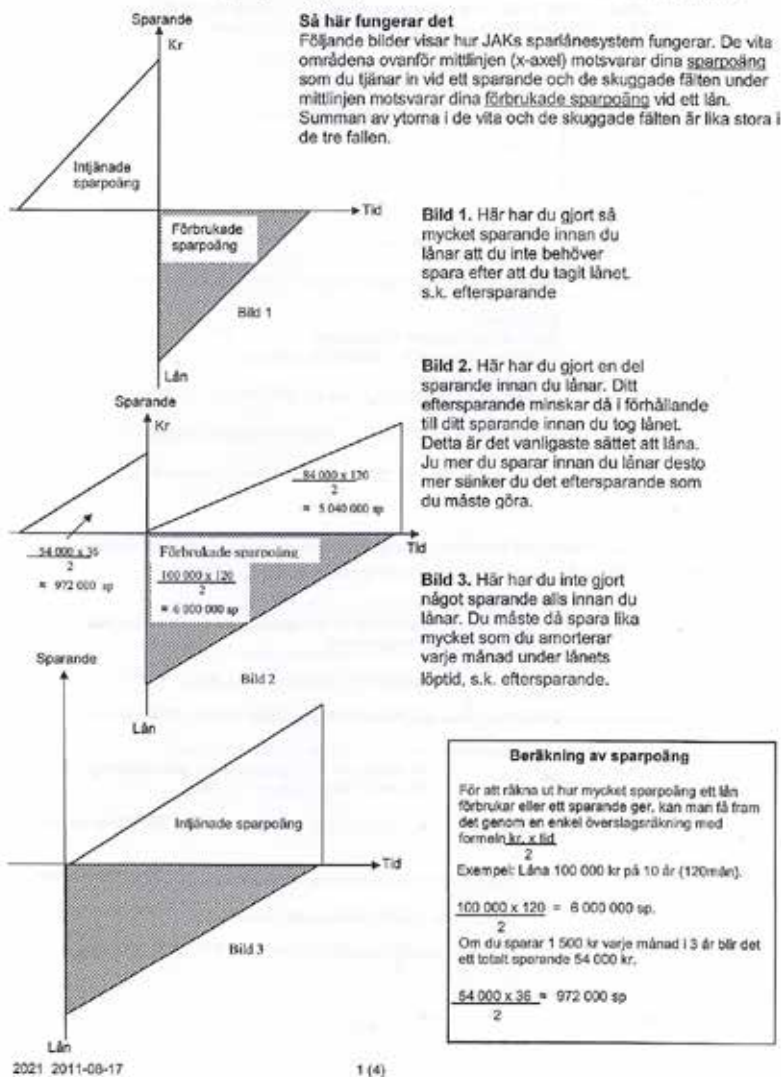 Så här fungerar det
Följande bilder visar hur JAKs sparlånesystem fungerar. De vita
områdena ovanför mittlinjen (x-axel) motsvarar dina sparpoäng
som du tjänar in vid ett sparande och de skuggade fälten under
mittlinjen motsvarar dina förbrukade sparpoäng vid ett lån.
Summan av ytorna i de vita och de skuggade fälten är lika stora i
de tre fallen.
Sparande
Kr
Intjänade
sparpoäng
Tid
Förbrukade
sparpoäng
Bild 1
Lån
Bild 1. Här har du gjort så
mycket sparande innan du
lånar att du inte behöver
spara efter att du tagit lånet.
s.k. eftersparande
Sparande
Kr
84 000 x 120
2
= 5 040 000 sp
54 000 x 36
2
= 972 000 sp
Förbrukade sparpoäng
100 000 x 120
2
= 6 000 000 sp
Tid
Bild 2
Lån
Bild 2. Här har du gjort en del
sparande innan du lånar. Ditt
eftersparande minskar då i förhållande
till ditt sparande innan du tog lånet.
Detta är det vanligaste sättet att låna.
Ju mer du sparar innan du lånar desto
mer sänker du det eftersparande som
du måste göra.
Sparande
Intjänade sparpoäng
Tid
Bild 3
Lån
Bild 3. Här har du inte gjort
något sparande alls innan du
lånar. Du måste då spara lika
mycket som du amorterar
varje månad under lånets
löptid, s.k. eftersparande.
Beräkning av sparpoäng
För att räkna ut hur mycket sparpoäng ett lån
förbrukar eller ett sparande ger, kan man få fram
det genom en enkel överslagsräkning med
formeln kr. x tid
2
Exempel: Låna 100 000 kr på 10 år (120mån).
100 000 x 120 = 6 000 000 sp.
2
Om du sparar 1 500 kr varje månad i 3 år blir det
ett totalt sparande 54 000 kr.
54 000 x 36 = 972 000 sp
2
2021 2011-08-17
1 (4)